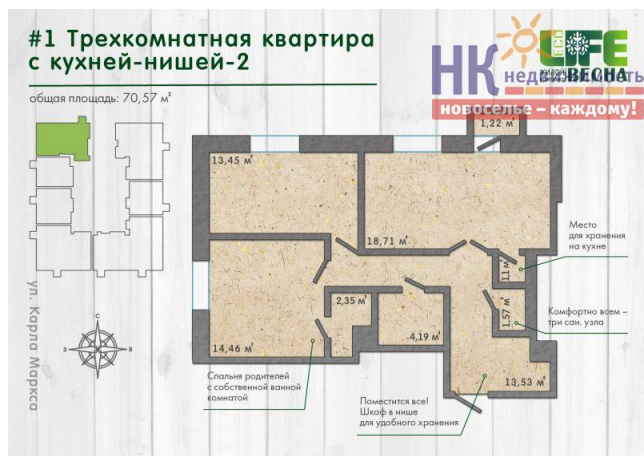 #1 Трехкомнатная квартира
с кухней-нишей-2
общая площадь: 70,57 м²
НК недвижимость
LIFE
ВЕСНА
новоселье – каждому!
1,22 м²
13,45 м²
18,71 м²
Место
для хранения
на кухне
1,1 м²
2,35 м²
1,57 м²
Комфортно всем –
три сан. узла
4,19 м²
14,46 м²
13,53 м²
ул. Карла Маркса
С
В
Ю
Спальня родителей
с собственной ванной
комнатой
Поместится все!
Шкаф в нише
для удобного хранения